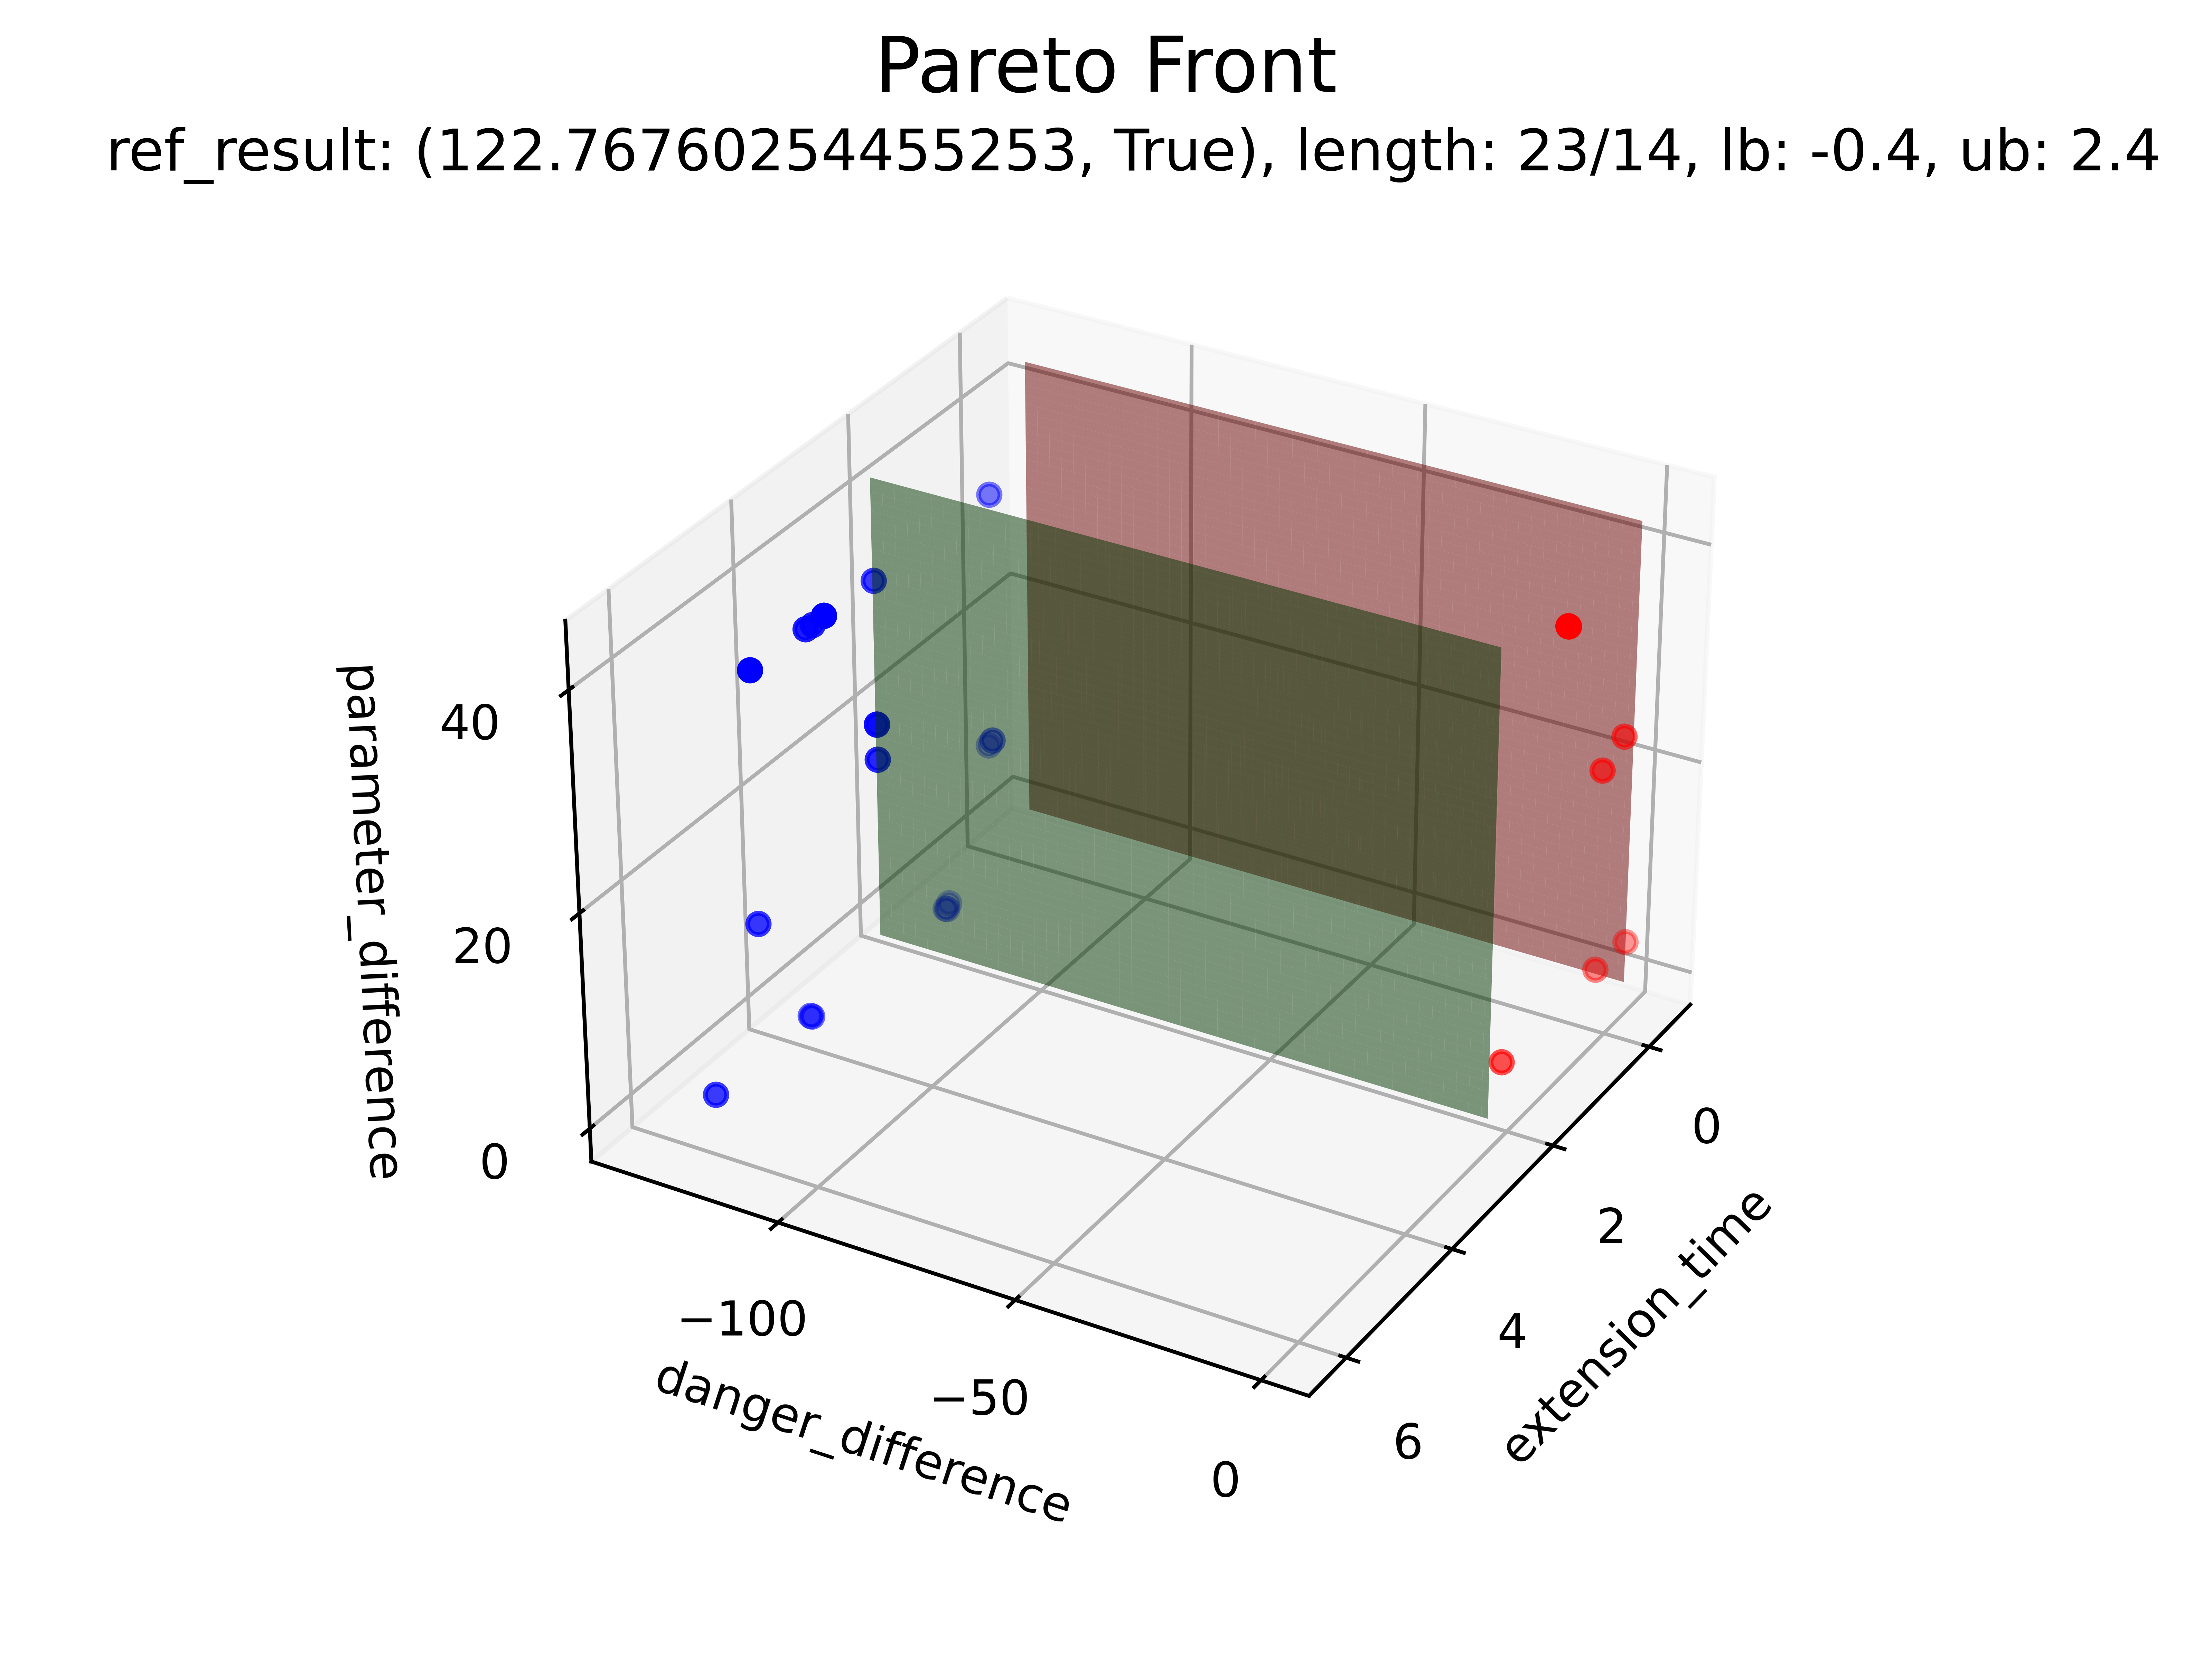 Pareto Front
ref_result: (122.76760254455253, True), length: 23/14, lb: -0.4, ub: 2.4
parameter_difference
40
20
0
−100
−50
0
danger_difference
0
2
4
6
extension_time